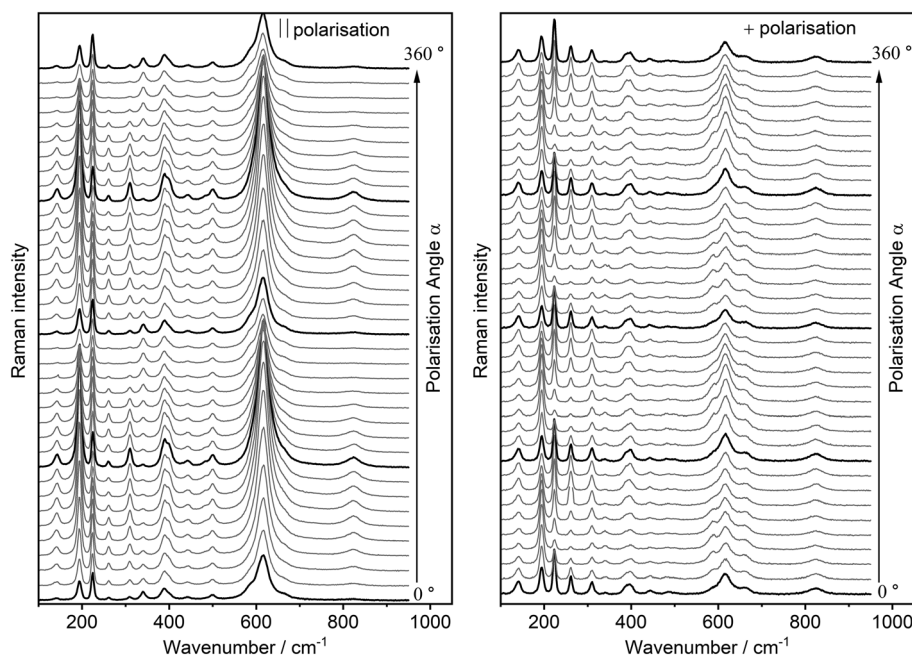 || polarisation
360 °
Raman intensity
Polarisation Angle α
0 °
200 400 600 800 1000
Wavenumber / cm⁻¹
+ polarisation
360 °
Raman intensity
Polarisation Angle α
0 °
200 400 600 800 1000
Wavenumber / cm⁻¹